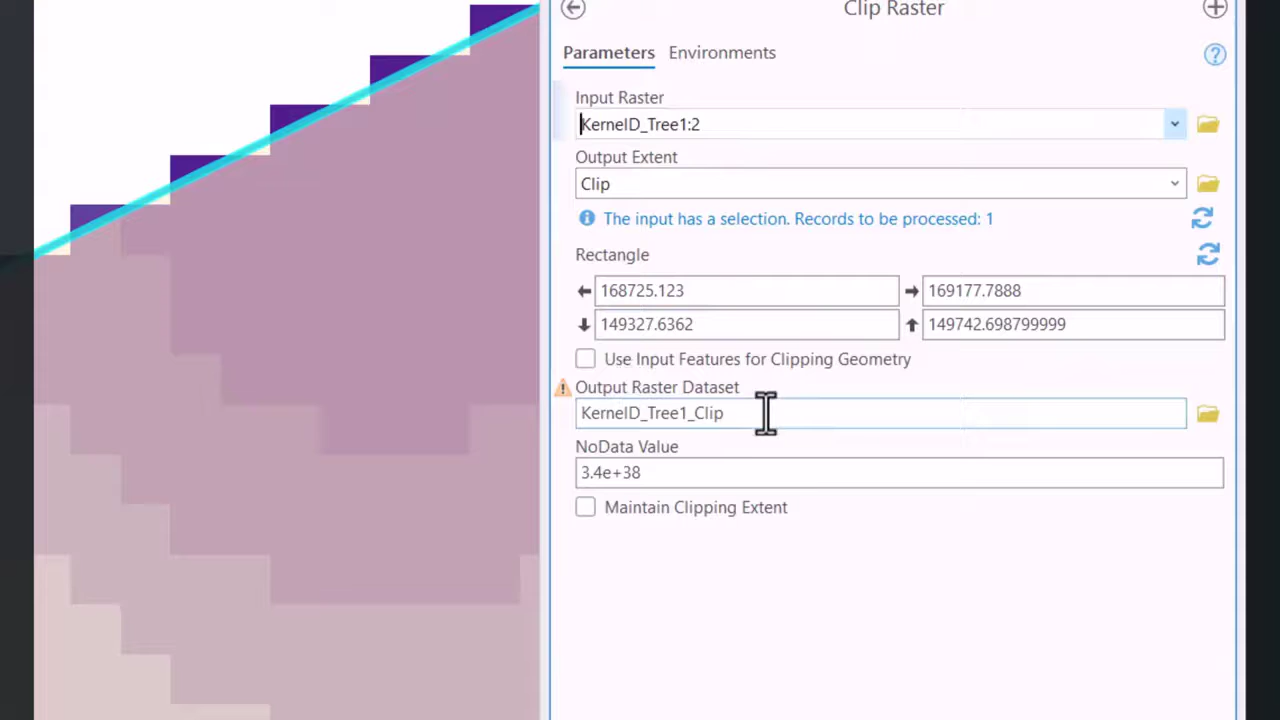 Clip Raster
Parameters Environments
Input Raster
KernelD_Tree1:2
Output Extent
Clip
The input has a selection. Records to be processed: 1
Rectangle
168725.123 169177.7888
149327.6362 149742.698799999
Use Input Features for Clipping Geometry
Output Raster Dataset
KernelD_Tree1_Clip
NoData Value
3.4e+38
Maintain Clipping Extent